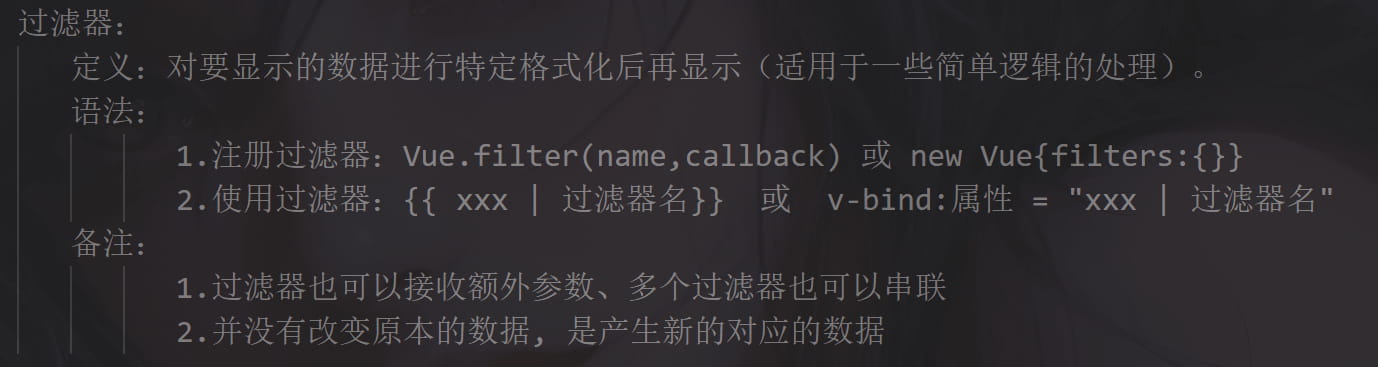 过滤器：
定义：对要显示的数据进行特定格式化后再显示（适用于一些简单逻辑的处理）。
语法：
1.注册过滤器：Vue.filter(name,callback) 或 new Vue{filters:{}}
2.使用过滤器：{{ xxx | 过滤器名}} 或 v-bind:属性 = "xxx | 过滤器名"
备注：
1.过滤器也可以接收额外参数、多个过滤器也可以串联
2.并没有改变原本的数据, 是产生新的对应的数据